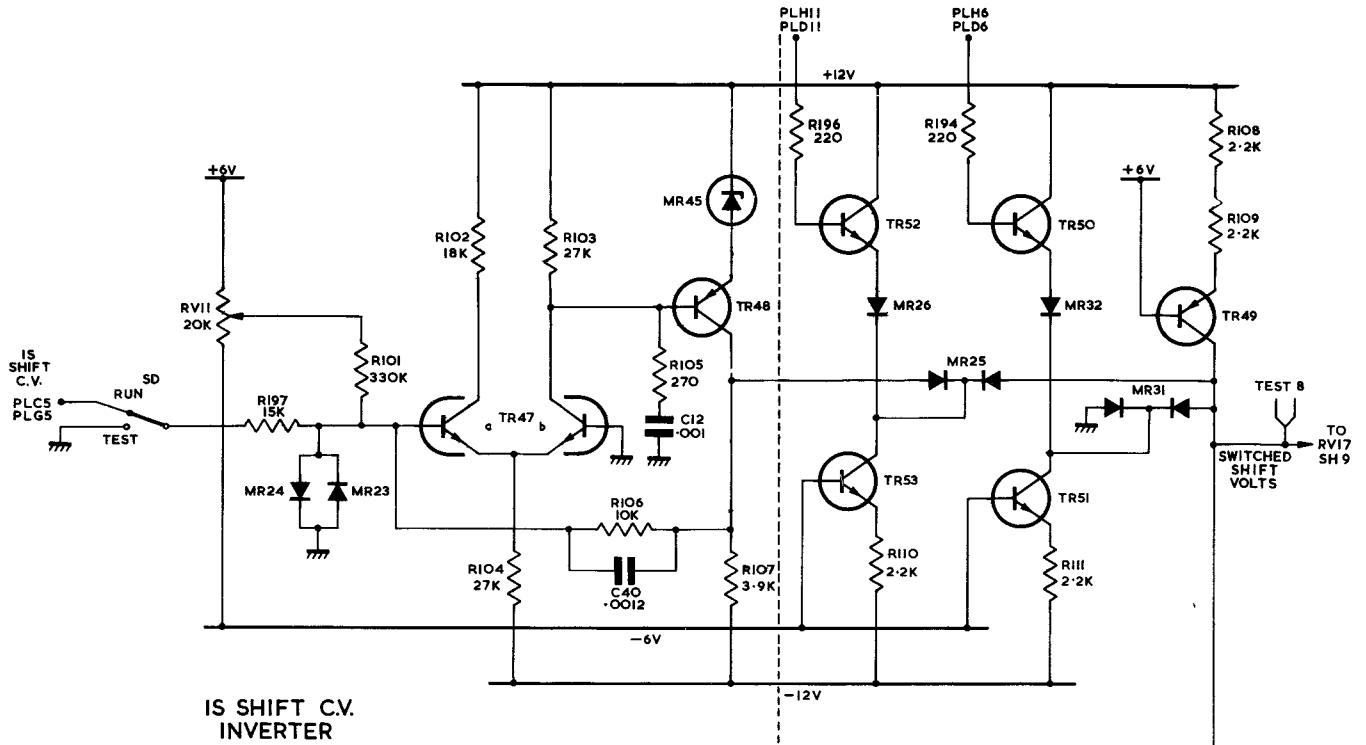 PLH11
PLD11
PLH6
PLD6
+12V
R196
220
R194
220
R108
2·2K
+6V
+6V
MR45
R102
18K
R103
27K
TR52
TR50
R109
2·2K
RV11
20K
TR48
MR26
MR32
TR49
IS
SHIFT
C.V.
PLC5
PLG5
RUN
SD
TEST
R101
330K
R105
270
MR25
MR31
TEST 8
R197
15K
a
TR47
b
C12
·001
SWITCHED
SHIFT
VOLTS
TO
RV17
SH9
MR24
MR23
TR53
TR51
R106
10K
R104
27K
C40
·0012
R107
3.9K
R110
2·2K
R111
2·2K
-6V
-12V
IS SHIFT C.V.
INVERTER